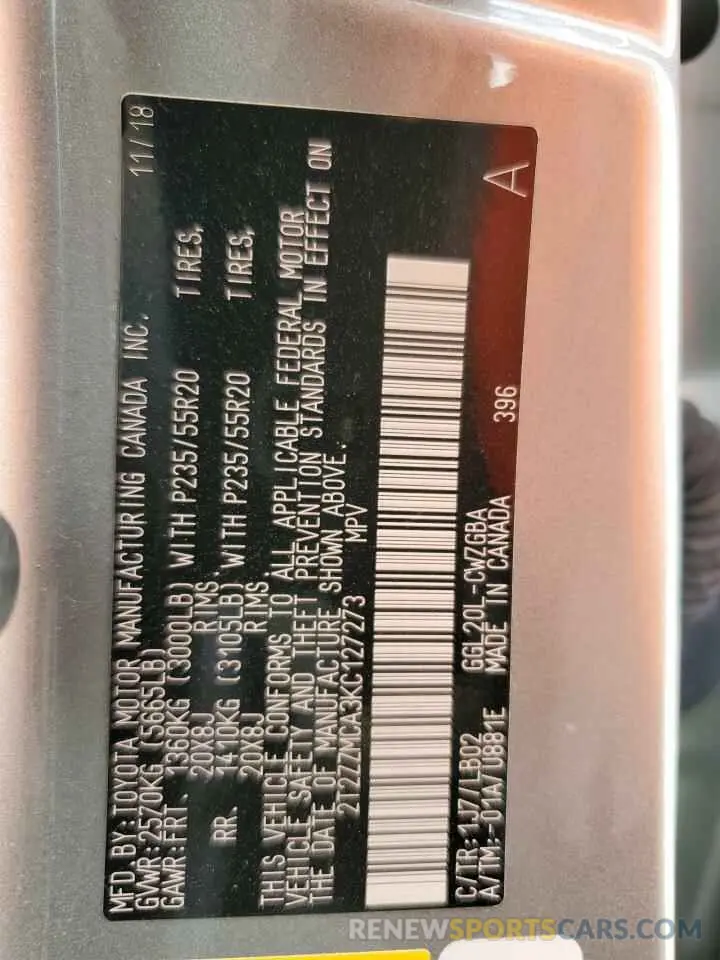 MFD. BY: TOYOTA MOTOR MANUFACTURING CANADA INC. 11/18
GVWR: 2570KG (5665LB)
GAWR: FRT 1360KG (3000LB) WITH P235/55R20 TIRES,
20X8J RIMS.
RR. 1410KG (3105LB) WITH P235/55R20 TIRES,
20X8J RIMS
THIS VEHICLE CONFORMS TO ALL APPLICABLE FEDERAL MOTOR
VEHICLE SAFETY AND THEFT PREVENTION STANDARDS IN EFFECT ON
THE DATE OF MANUFACTURE SHOWN ABOVE.
2T2ZZMCA3KC127273 MPV
C/TR: 1J7/LB02 GGL20L-CWZGBA
A/TM: -01A/U881E MADE IN CANADA 396 A
RENEWSPORTSCARS.COM